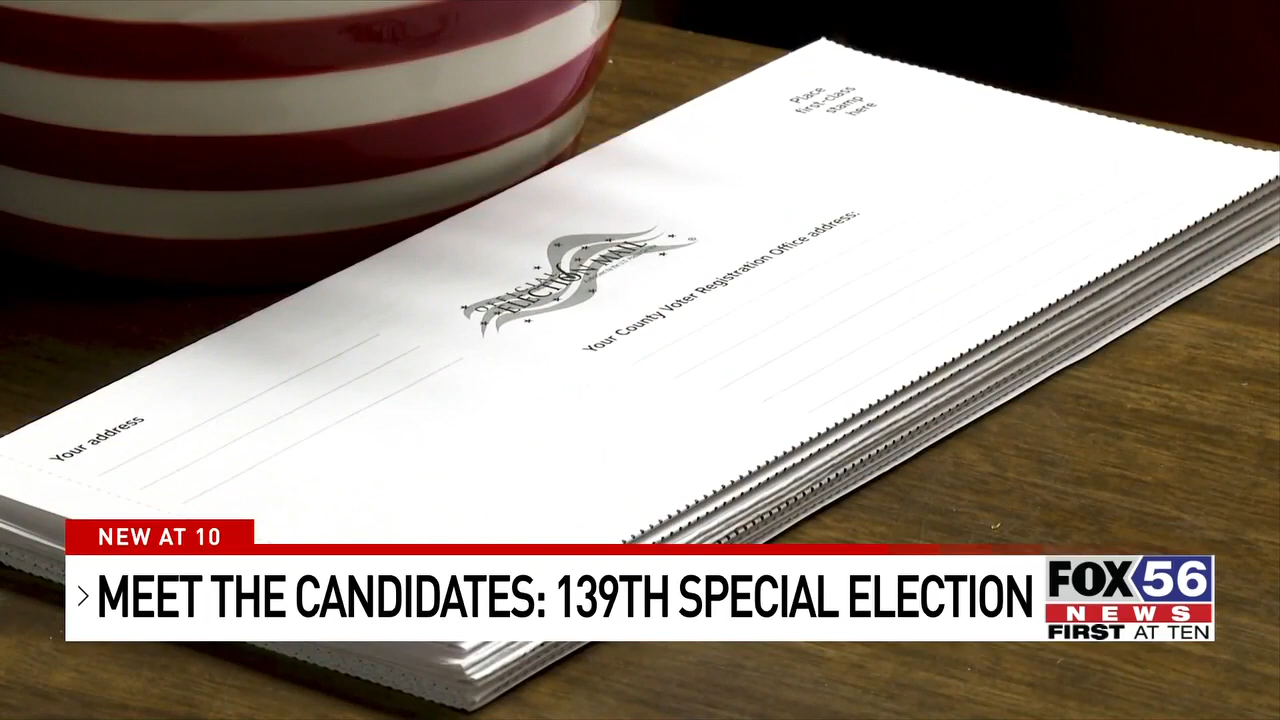 Place
first-class
stamp
here
OFFICIAL
ELECTION MAIL
®
Your County Voter Registration Office address:
Your address
NEW AT 10
MEET THE CANDIDATES: 139TH SPECIAL ELECTION
FOX 56
NEWS
FIRST AT TEN